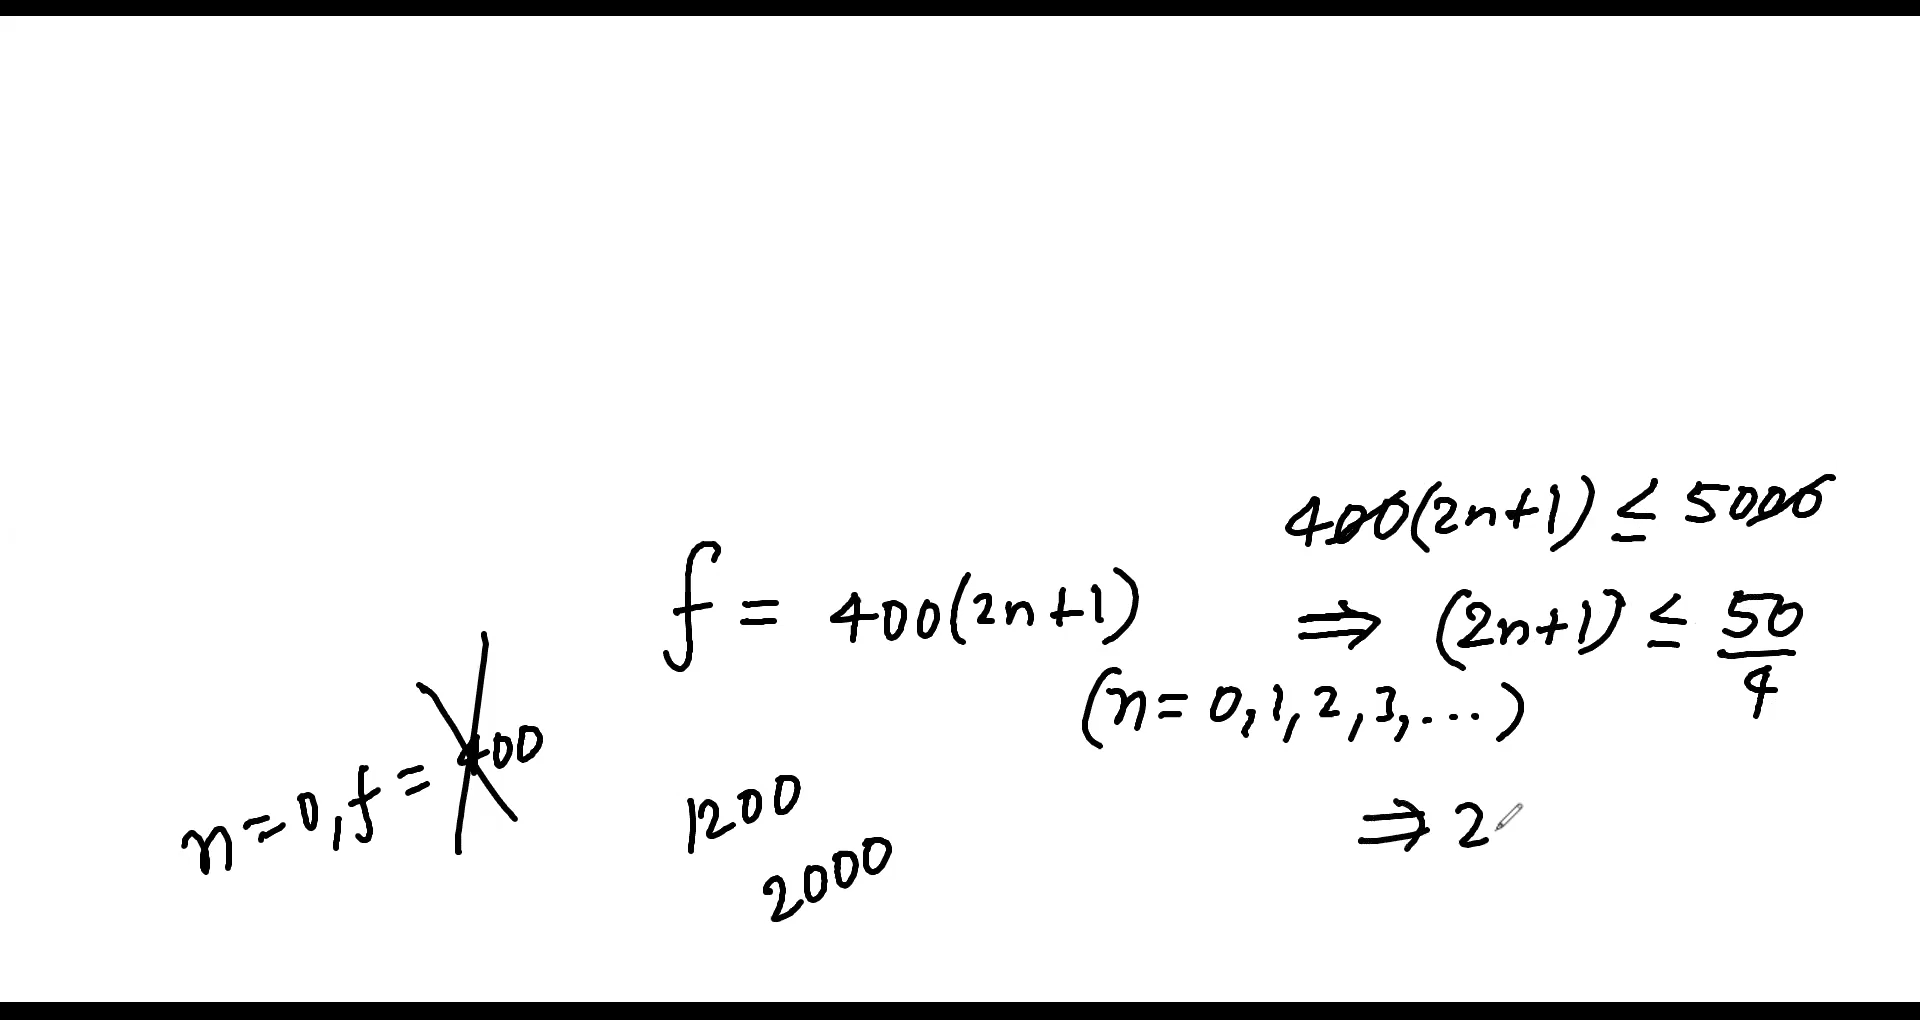 400(2n+1) ≤ 5000
f = 400(2n+1)
⇒ (2n+1) ≤ 50/4
(n = 0, 1, 2, 3, ...)
n = 0, f = 400
1200
2000
⇒ 2